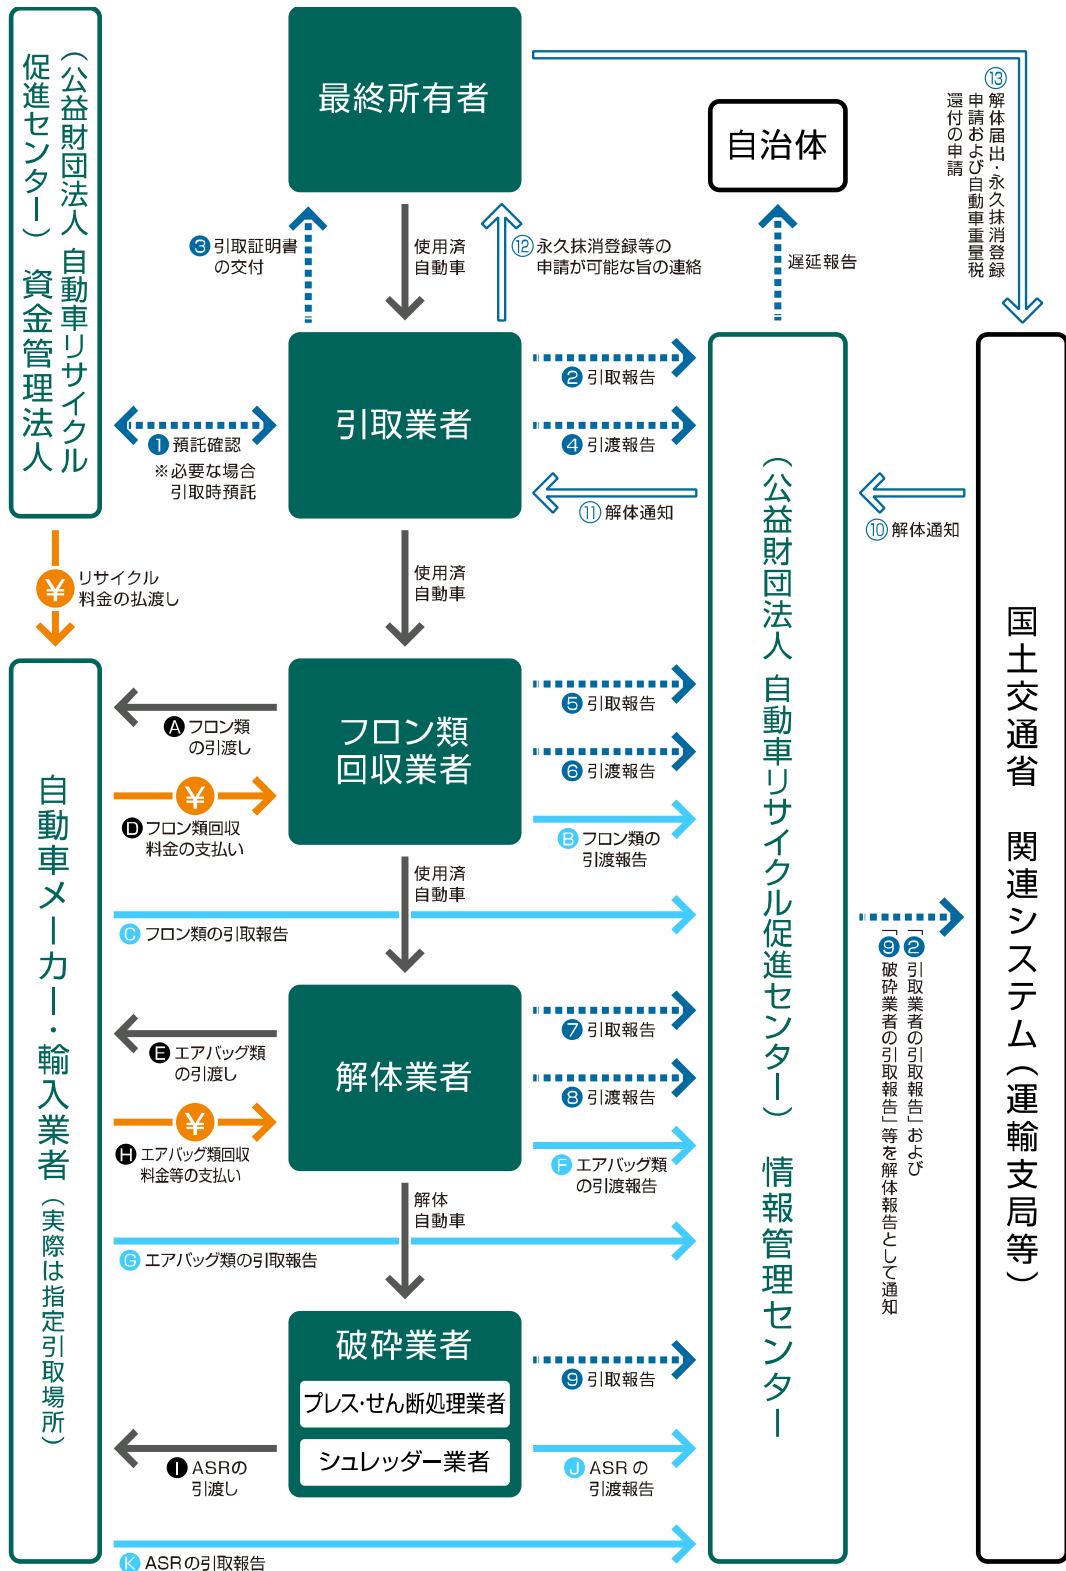 (公益財団法人 自動車リサイクル
促進センター) 資金管理法人
最終所有者
自治体
⑬解体届出・永久抹消登録
申請および自動車重量税
還付の申請
❸引取証明書
の交付
使用済
自動車
⑫永久抹消登録等の
申請が可能な旨の連絡
遅延報告
引取業者
❷引取報告
❹引渡報告
⑪解体通知
⑩解体通知
❶預託確認
※必要な場合
引取時預託
¥
リサイクル
料金の払渡し
使用済
自動車
(公益財団法人 自動車リサイクル促進センター) 情報管理センター
国土交通省 関連システム(運輸支局等)
自動車メーカー・輸入業者(実際は指定引取場所)
フロン類
回収業者
🅐フロン類
の引渡し
¥
🅓フロン類回収
料金の支払い
❺引取報告
❻引渡報告
🅑フロン類の
引渡報告
使用済
自動車
🅒フロン類の引取報告
「❷引取業者の引取報告」および
「❾破砕業者の引取報告」等を解体報告として通知
解体業者
🅔エアバッグ類
の引渡し
¥
🅗エアバッグ類回収
料金等の支払い
❼引取報告
❽引渡報告
🅕エアバッグ類
の引渡報告
解体
自動車
🅖エアバッグ類の引取報告
破砕業者
プレス・せん断処理業者
シュレッダー業者
❾引取報告
🅘ASRの
引渡し
🅙ASRの
引渡報告
🅚ASRの引取報告